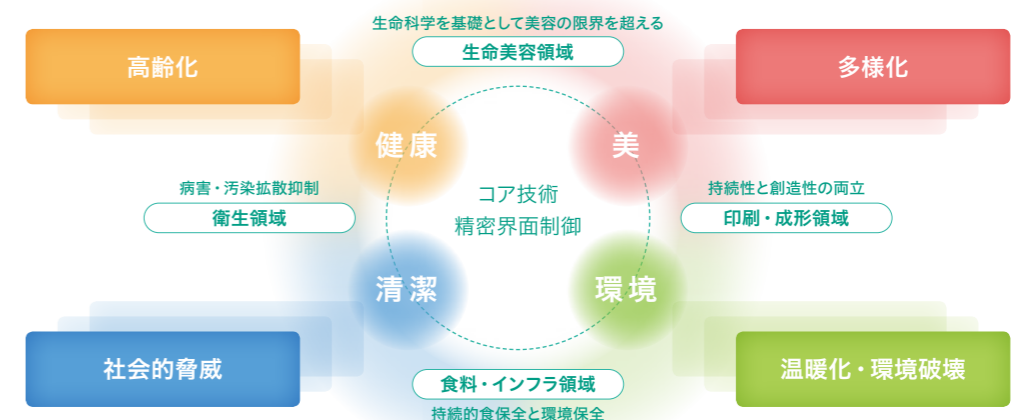 生命科学を基礎として美容の限界を超える
生命美容領域
高齢化
多様化
健康
美
コア技術
精密界面制御
病害・汚染拡散抑制
衛生領域
持続性と創造性の両立
印刷・成形領域
清潔
環境
社会的脅威
温暖化・環境破壊
食料・インフラ領域
持続的食保全と環境保全